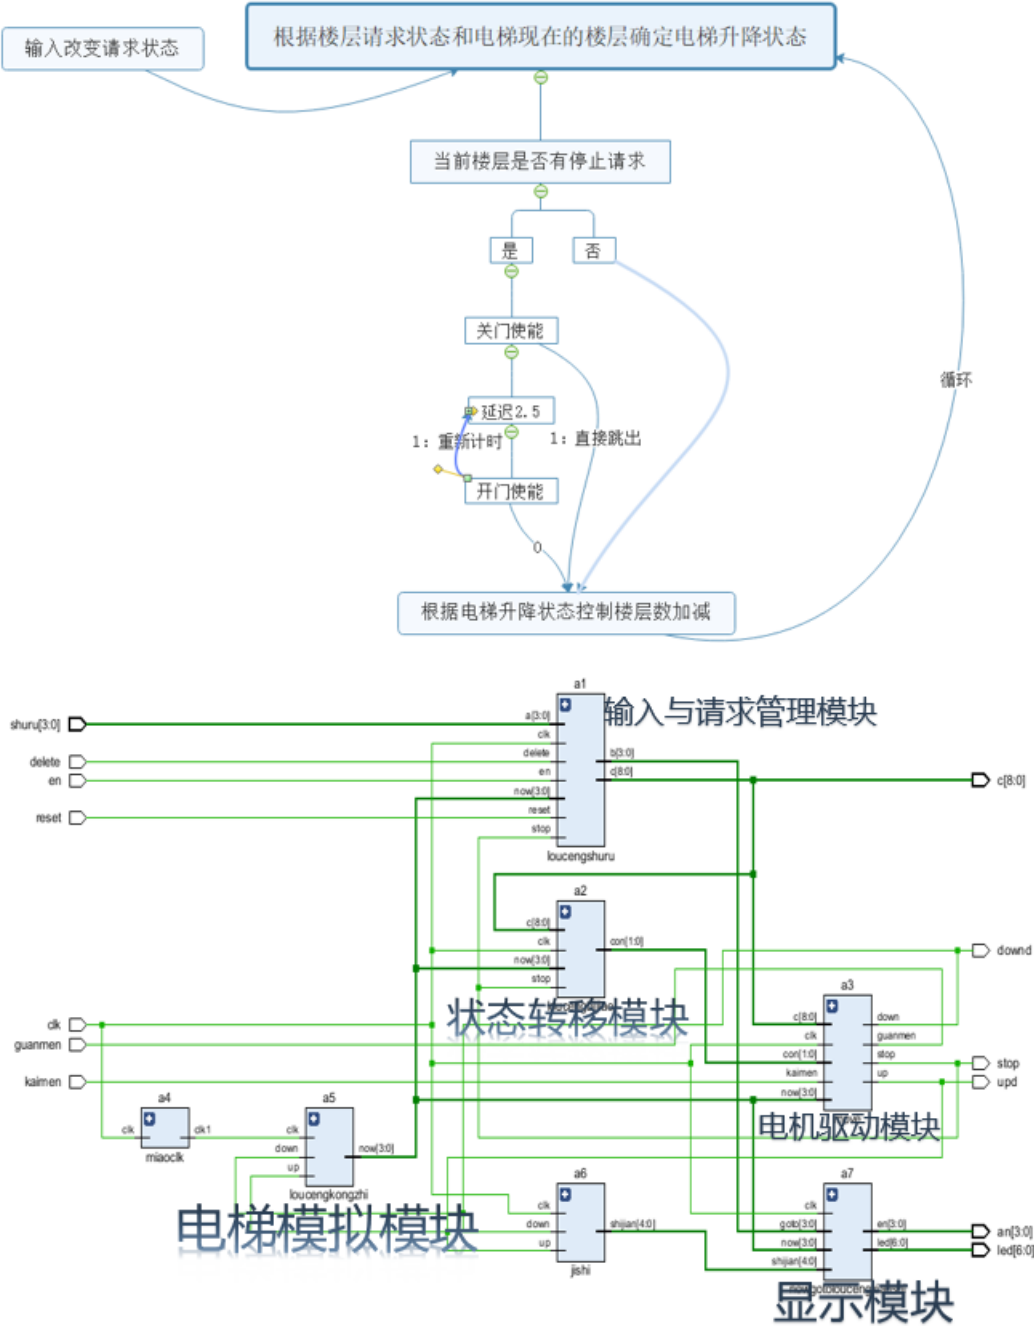 根据楼层请求状态和电梯现在的楼层确定电梯升降状态
输入改变请求状态
当前楼层是否有停止请求
是
否
关门使能
循环
延迟2.5
1: 重新计时
1: 直接跳出
开门使能
0
根据电梯升降状态控制楼层数加减
a1
输入与请求管理模块
shuru[3:0]
a[3:0]
clk
delete
delete
b[3:0]
en
en
c[8:0]
c[8:0]
now[3:0]
reset
reset
stop
loucengshuru
a2
c[8:0]
clk
con[1:0]
now[3:0]
stop
downd
状态转移模块
a3
clk
c[8:0]
down
guanmen
clk
guanmen
con[1:0]
stop
stop
kaimen
kaimen
up
upd
now[3:0]
a4
a5
电机驱动模块
clk
clk1
clk
down
now[3:0]
up
miaoclk
loucengkongzhi
a6
a7
电梯模拟模块
clk
clk
down
shijian[4:0]
goto[3:0]
en[3:0]
an[3:0]
up
now[3:0]
led[6:0]
led[6:0]
shijian[4:0]
jishi
显示模块